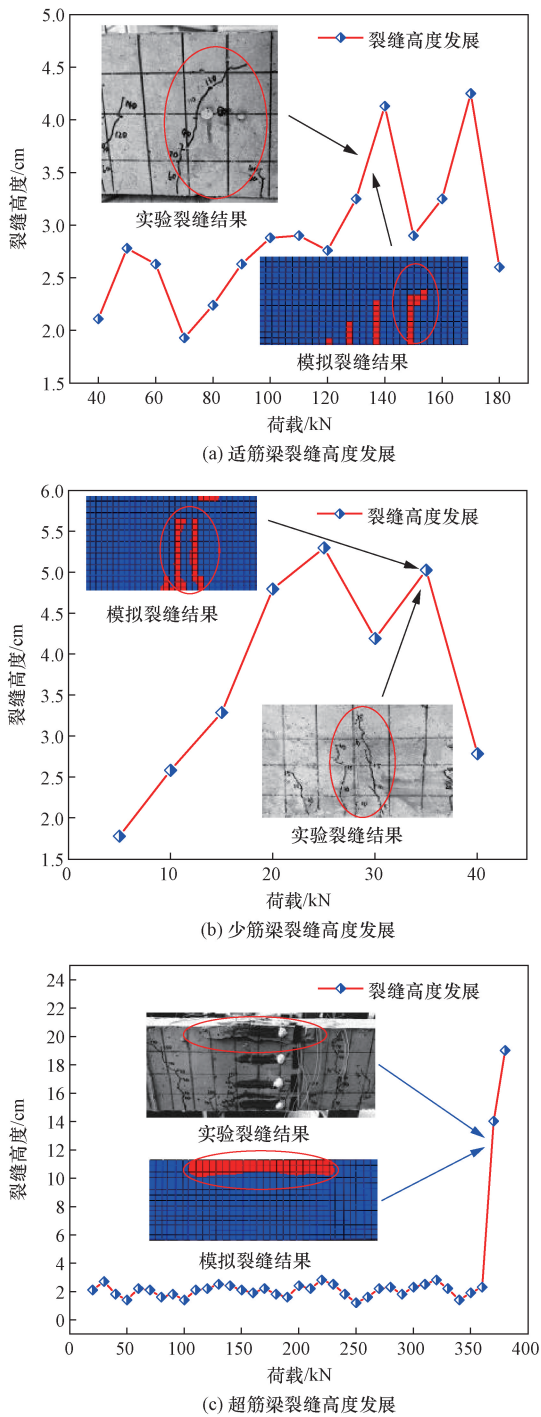 5.0
4.5
4.0
3.5
3.0
2.5
2.0
1.5
裂缝高度/cm
裂缝高度发展
实验裂缝结果
模拟裂缝结果
40 60 80 100 120 140 160 180
荷载/kN
(a) 适筋梁裂缝高度发展
6.0
5.5
5.0
4.5
4.0
3.5
3.0
2.5
2.0
1.5
裂缝高度/cm
裂缝高度发展
模拟裂缝结果
实验裂缝结果
0 10 20 30 40
荷载/kN
(b) 少筋梁裂缝高度发展
24
22
20
18
16
14
12
10
8
6
4
2
0
裂缝高度/cm
裂缝高度发展
实验裂缝结果
模拟裂缝结果
0 50 100 150 200 250 300 350 400
荷载/kN
(c) 超筋梁裂缝高度发展